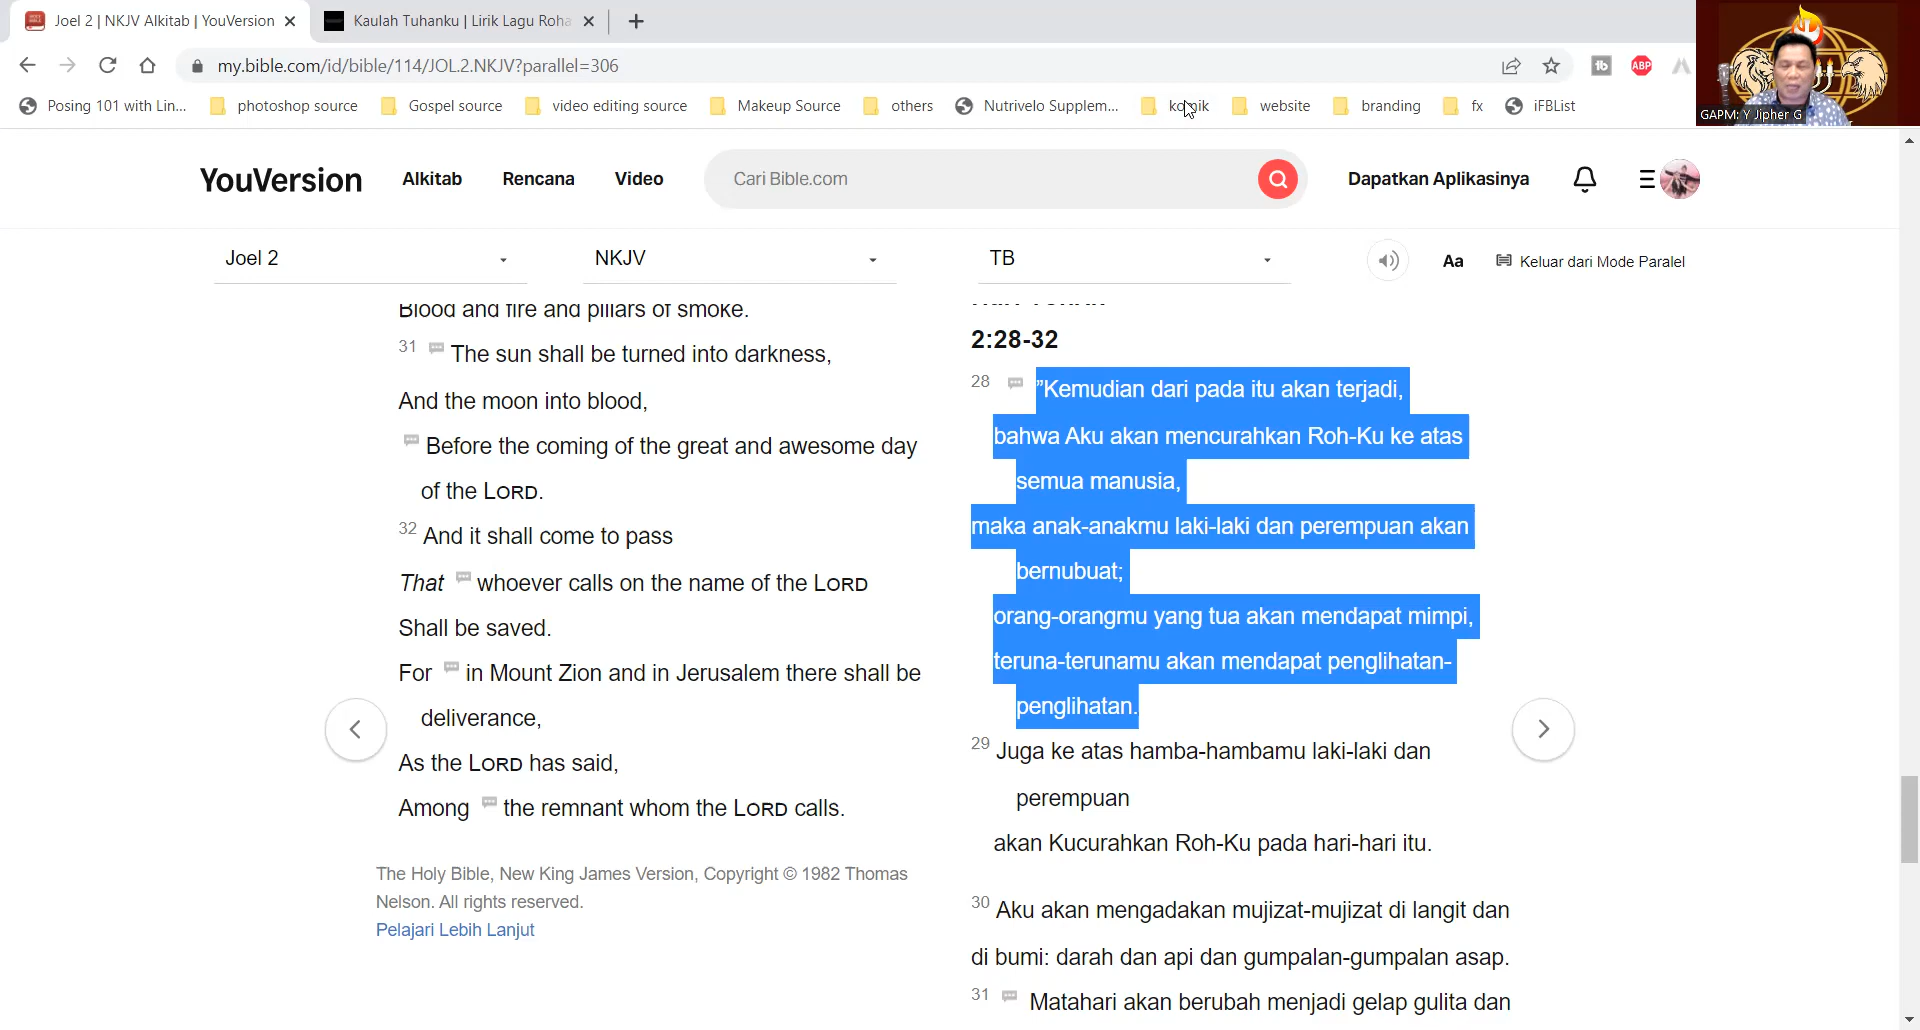 Joel 2 | NKJV Alkitab | YouVersion
Kaulah Tuhanku | Lirik Lagu Roha
my.bible.com/id/bible/114/JOL.2.NKJV?parallel=306
Posing 101 with Lin...
photoshop source
Gospel source
video editing source
Makeup Source
others
Nutrivelo Supplem...
komik
website
branding
fx
iFBList
tb
ABP
GAPM: Y Jipher G
YouVersion
Alkitab
Rencana
Video
Cari Bible.com
Dapatkan Aplikasinya
Joel 2
NKJV
TB
Aa
Keluar dari Mode Paralel
Blood and fire and pillars of smoke.
31 The sun shall be turned into darkness,
And the moon into blood,
Before the coming of the great and awesome day
of the LORD.
32 And it shall come to pass
That whoever calls on the name of the LORD
Shall be saved.
For in Mount Zion and in Jerusalem there shall be
deliverance,
As the LORD has said,
Among the remnant whom the LORD calls.
The Holy Bible, New King James Version, Copyright © 1982 Thomas
Nelson. All rights reserved.
Pelajari Lebih Lanjut
2:28-32
28 ”Kemudian dari pada itu akan terjadi,
bahwa Aku akan mencurahkan Roh-Ku ke atas
semua manusia,
maka anak-anakmu laki-laki dan perempuan akan
bernubuat;
orang-orangmu yang tua akan mendapat mimpi,
teruna-terunamu akan mendapat penglihatan-
penglihatan.
29 Juga ke atas hamba-hambamu laki-laki dan
perempuan
akan Kucurahkan Roh-Ku pada hari-hari itu.
30 Aku akan mengadakan mujizat-mujizat di langit dan
di bumi: darah dan api dan gumpalan-gumpalan asap.
31 Matahari akan berubah menjadi gelap gulita dan